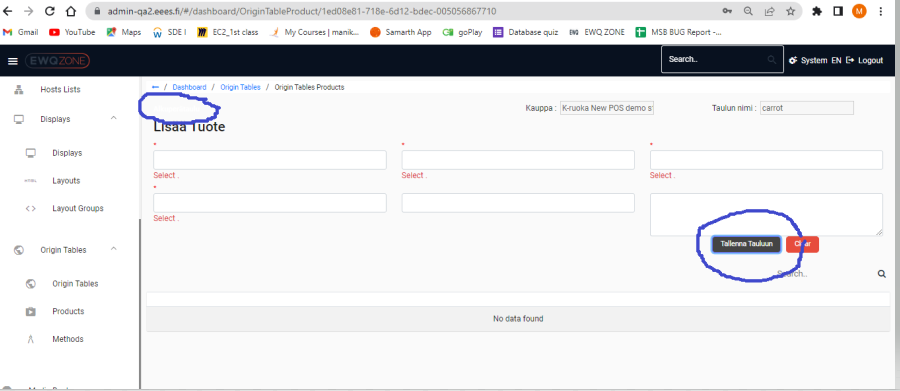 admin-qa2.eees.fi/#/dashboard/OriginTableProduct/1ed08e81-718e-6d12-bdec-005056867710
M
Gmail YouTube Maps SDE I EC2_1st class My Courses | manik... Samarth App goPlay Database quiz EWQ EWQ ZONE MSB BUG Report -...
EWQZONE Search.. System EN Logout
Hosts Lists
Displays
Displays
Layouts
Layout Groups
Origin Tables
Origin Tables
Products
Methods
← / Dashboard / Origin Tables / Origin Tables Products
Kauppa : K-ruoka New POS demo s Taulun nimi : carrot
Lisää Tuote
* * *
Select . Select . Select .
*
Select .
Tallenna Tauluun Clear
Search..
No data found